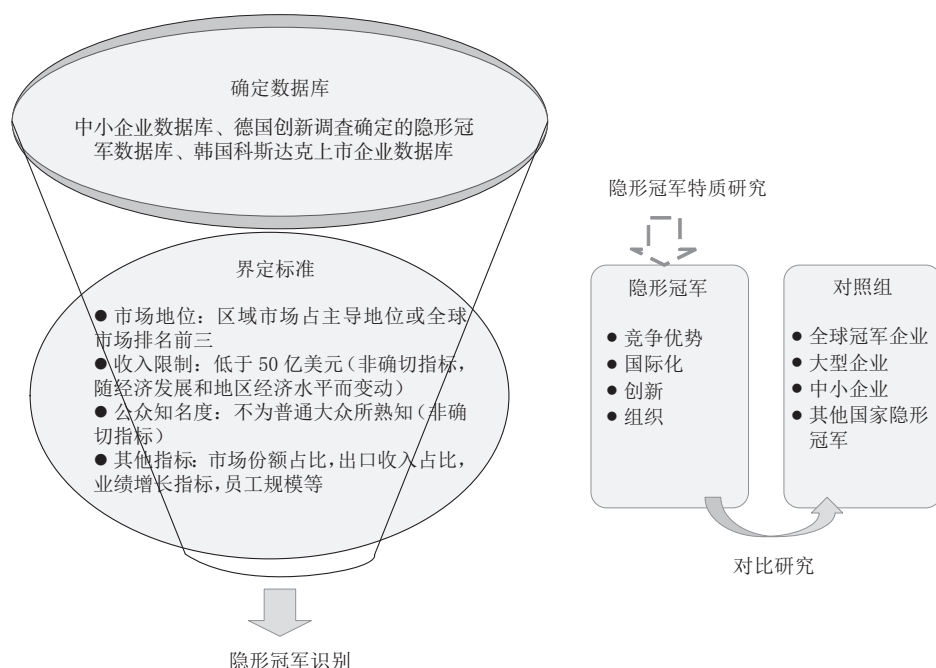 确定数据库
中小企业数据库、德国创新调查确定的隐形冠
军数据库、韩国科斯达克上市企业数据库
界定标准
● 市场地位：区域市场占主导地位或全球
市场排名前三
● 收入限制：低于 50 亿美元（非确切指标，
随经济发展和地区经济水平而变动）
● 公众知名度：不为普通大众所熟知（非确
切指标）
● 其他指标：市场份额占比，出口收入占比，
业绩增长指标，员工规模等
隐形冠军识别
隐形冠军特质研究
隐形冠军
● 竞争优势
● 国际化
● 创新
● 组织
对照组
● 全球冠军企业
● 大型企业
● 中小企业
● 其他国家隐形
冠军
对比研究